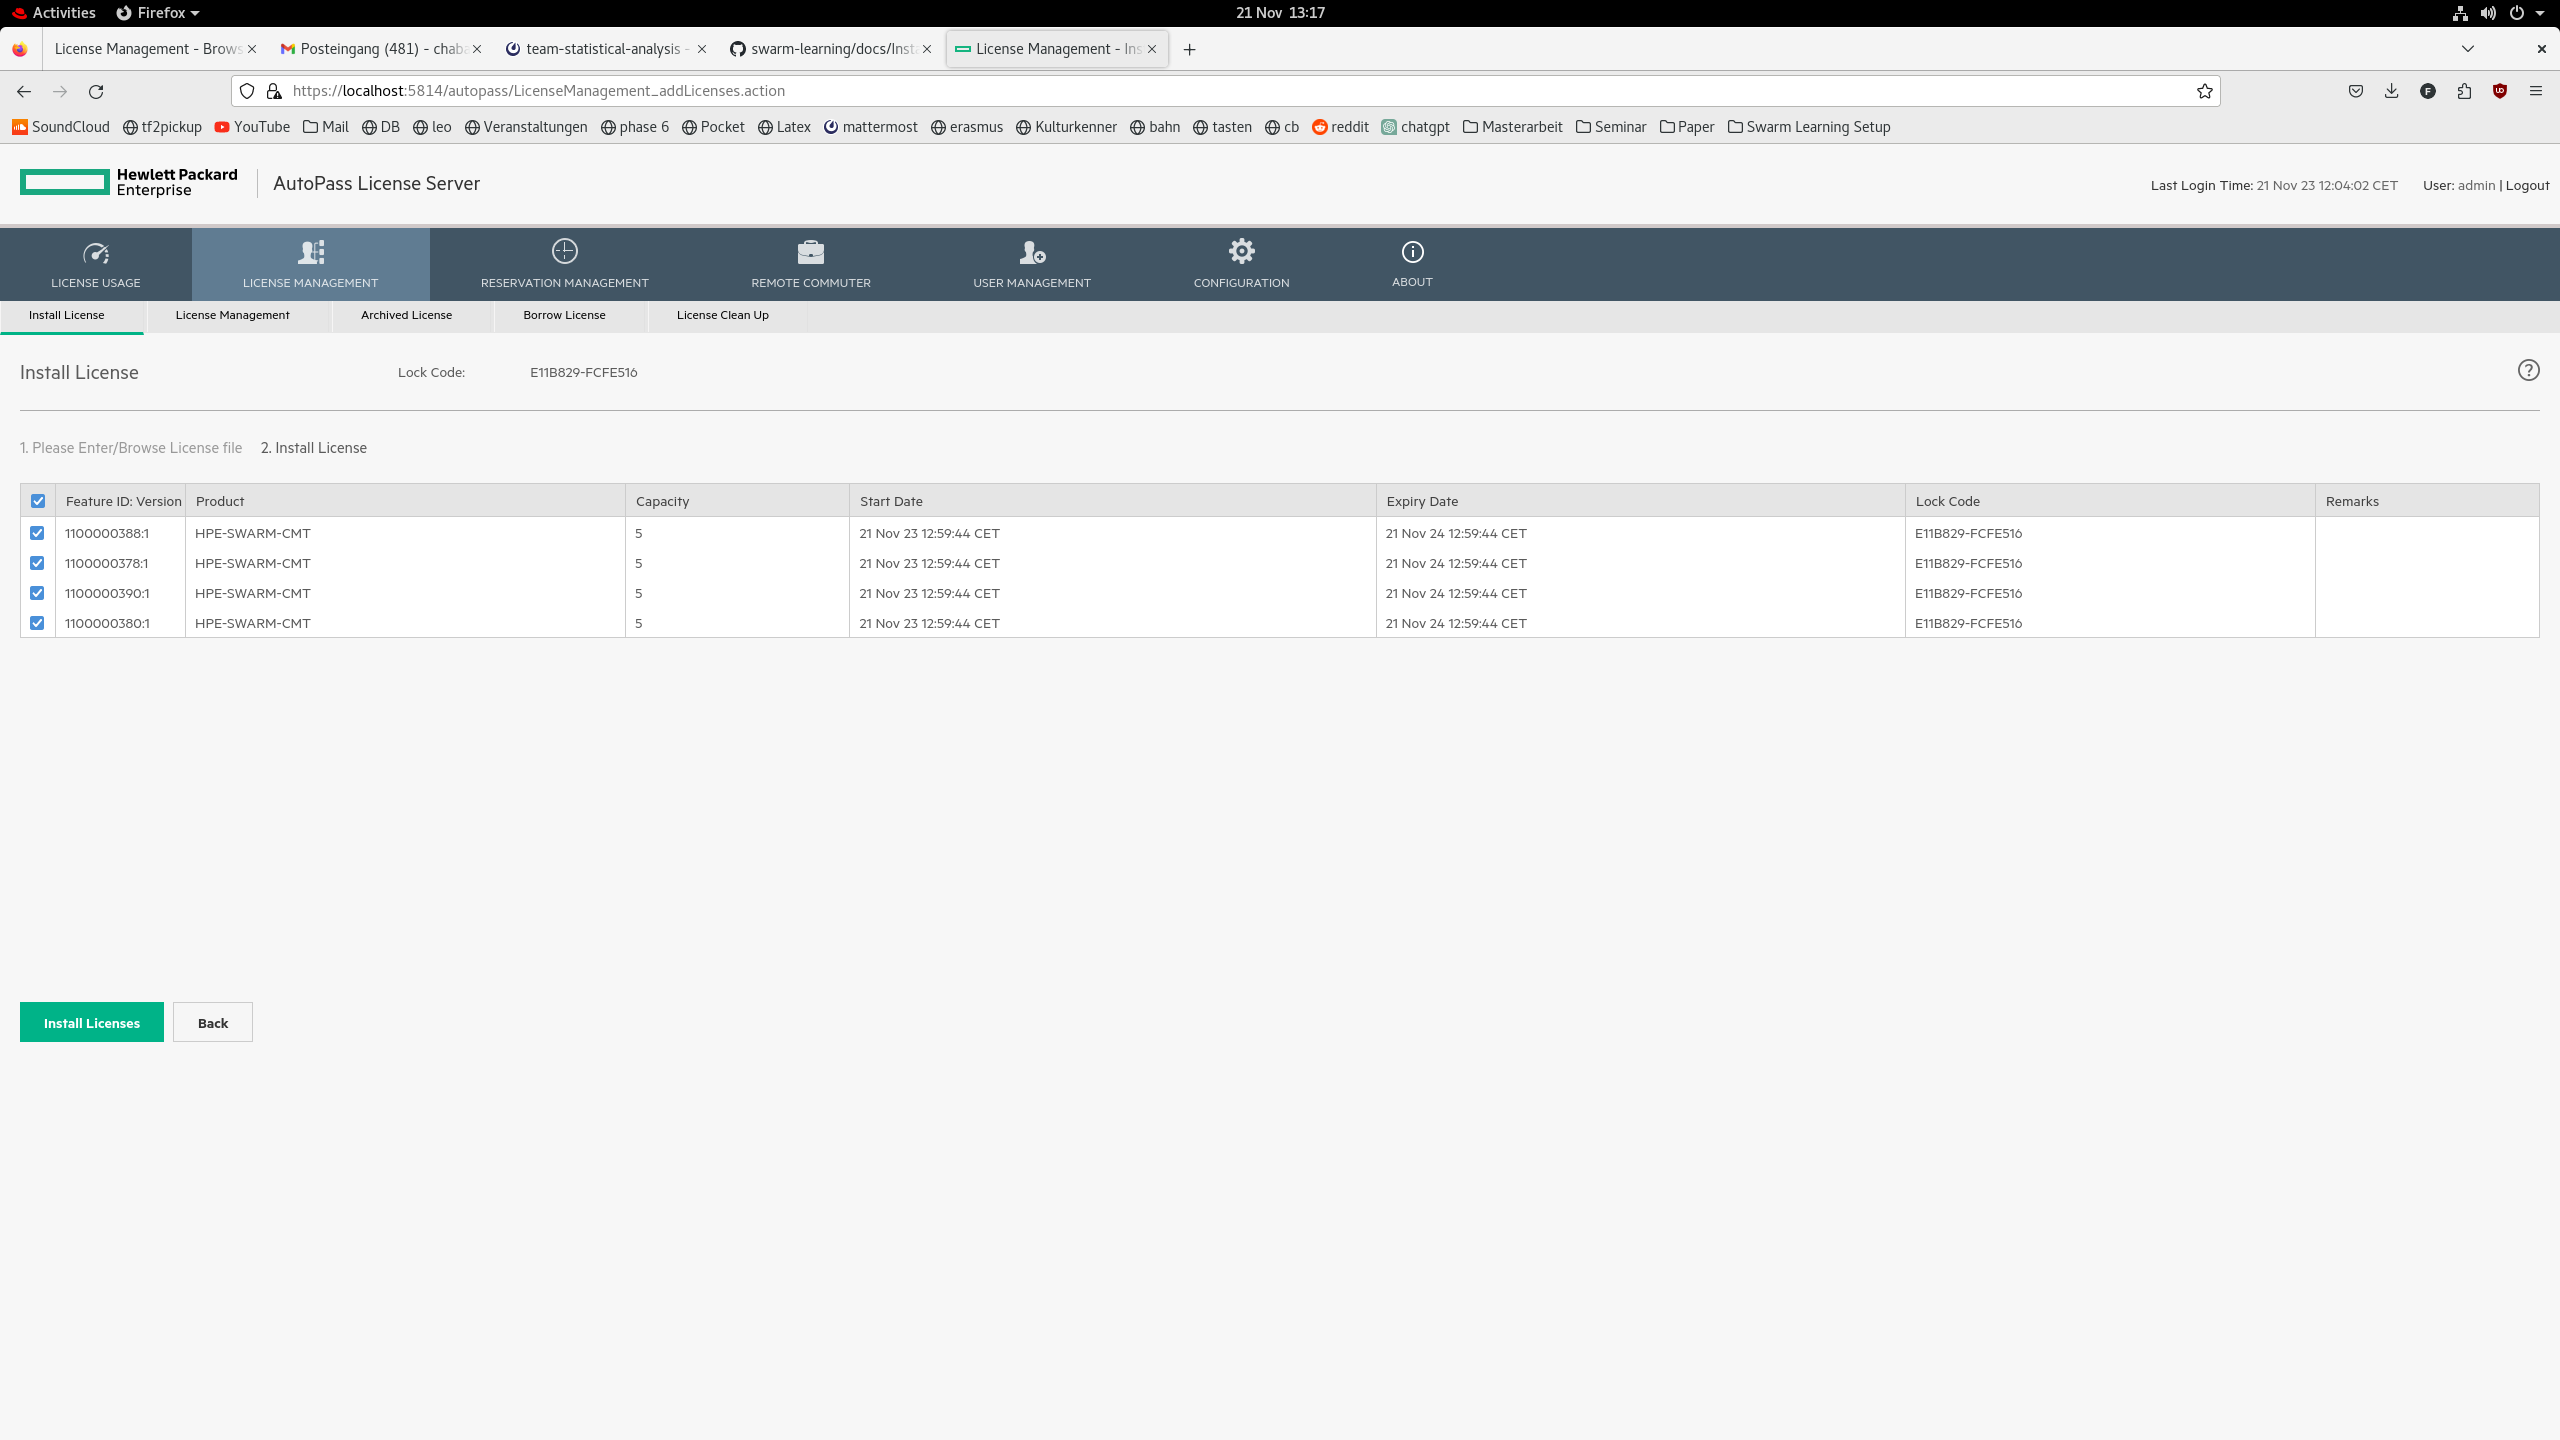 Activities Firefox 21 Nov 13:17
License Management - Brows Posteingang (481) - chaba team-statistical-analysis - swarm-learning/docs/Insta License Management - Ins
https://localhost:5814/autopass/LicenseManagement_addLicenses.action
SoundCloud tf2pickup YouTube Mail DB leo Veranstaltungen phase 6 Pocket Latex mattermost erasmus Kulturkenner bahn tasten cb reddit chatgpt Masterarbeit Seminar Paper Swarm Learning Setup
Hewlett Packard
Enterprise
AutoPass License Server
Last Login Time: 21 Nov 23 12:04:02 CET User: admin | Logout
LICENSE USAGE LICENSE MANAGEMENT RESERVATION MANAGEMENT REMOTE COMMUTER USER MANAGEMENT CONFIGURATION ABOUT
Install License License Management Archived License Borrow License License Clean Up
Install License Lock Code: E11B829-FCFE516
1. Please Enter/Browse License file 2. Install License
Feature ID: Version Product Capacity Start Date Expiry Date Lock Code Remarks
1100000388:1 HPE-SWARM-CMT 5 21 Nov 23 12:59:44 CET 21 Nov 24 12:59:44 CET E11B829-FCFE516
1100000378:1 HPE-SWARM-CMT 5 21 Nov 23 12:59:44 CET 21 Nov 24 12:59:44 CET E11B829-FCFE516
1100000390:1 HPE-SWARM-CMT 5 21 Nov 23 12:59:44 CET 21 Nov 24 12:59:44 CET E11B829-FCFE516
1100000380:1 HPE-SWARM-CMT 5 21 Nov 23 12:59:44 CET 21 Nov 24 12:59:44 CET E11B829-FCFE516
Install Licenses Back